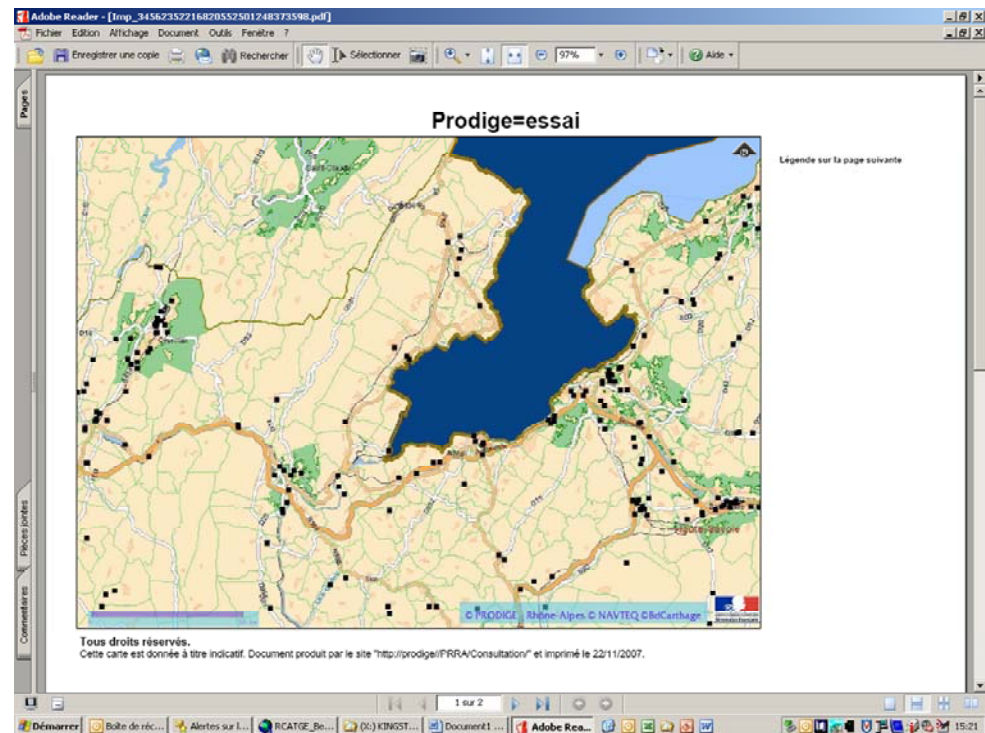 Adobe Reader - [Imp_34562352216820552501248373598.pdf]
Fichier Edition Affichage Document Outils Fenêtre ?
Enregistrer une copie Rechercher Sélectionner 97% Aide
Pages
Prodige=essai
Légende sur la page suivante
Pièces jointes
Commentaires
© PRODIGE Rhône-Alpes © NAVTEQ ©BdCarthage
Tous droits réservés.
Cette carte est donnée à titre indicatif. Document produit par le site "http://prodige//PRRA/Consultation/" et imprimé le 22/11/2007.
1 sur 2
Démarrer Boîte de réc... Alertes sur l... RCATGE_Be... (X:) KINGST... Document1 ... Adobe Rea... 15:21